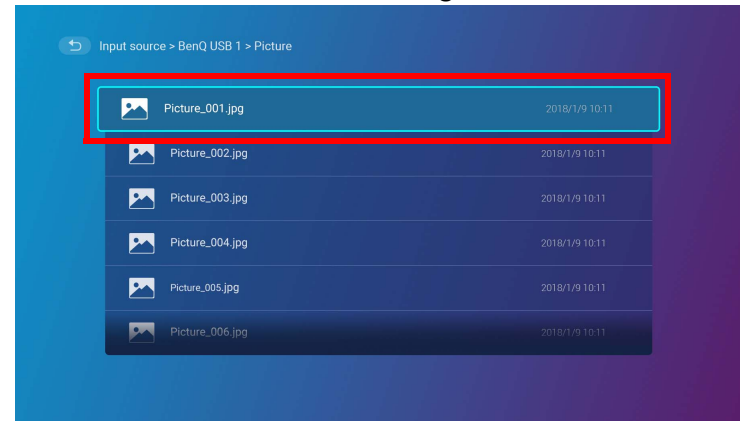 Input source > BenQ USB 1 > Picture
Picture_001.jpg 2018/1/9 10:11
Picture_002.jpg 2018/1/9 10:11
Picture_003.jpg 2018/1/9 10:11
Picture_004.jpg 2018/1/9 10:11
Picture_005.jpg 2018/1/9 10:11
Picture_006.jpg 2018/1/9 10:11